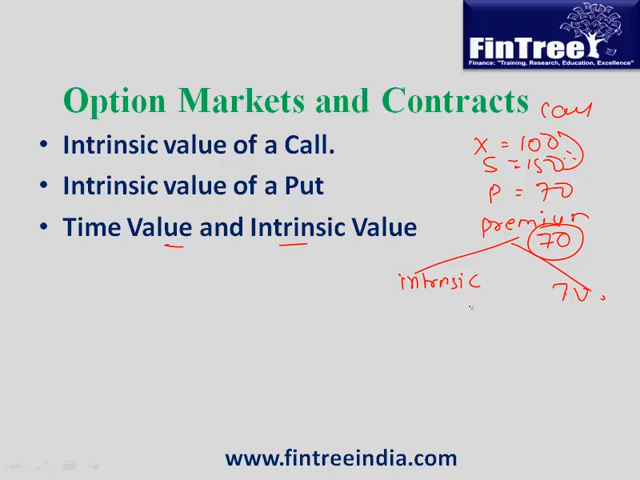 FinTree
Finance: "Training, Research, Education, Excellence"
Option Markets and Contracts
call
• Intrinsic value of a Call.
X = 100
S = 150
• Intrinsic value of a Put
P = 70
premium
• Time Value and Intrinsic Value
70
intrinsic
TV
www.fintreeindia.com